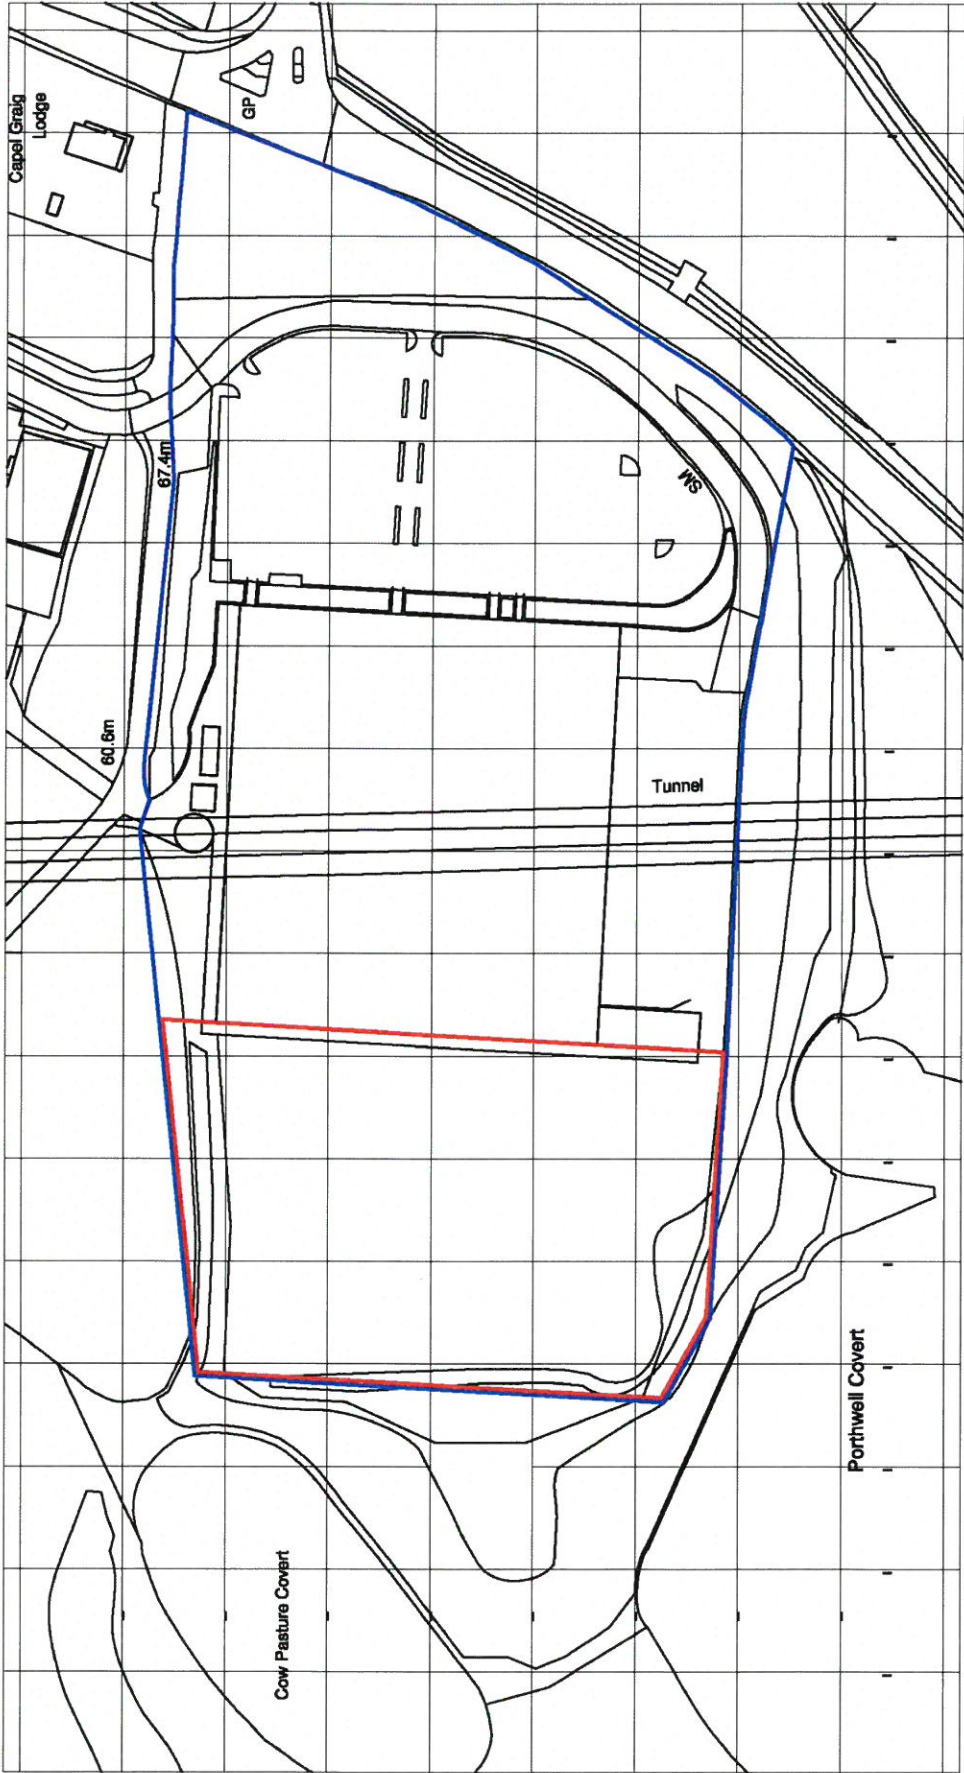 Capel Graig
Lodge
GP
67.4m
SM
60.6m
Tunnel
Porthwell Covert
Cow Pasture Covert